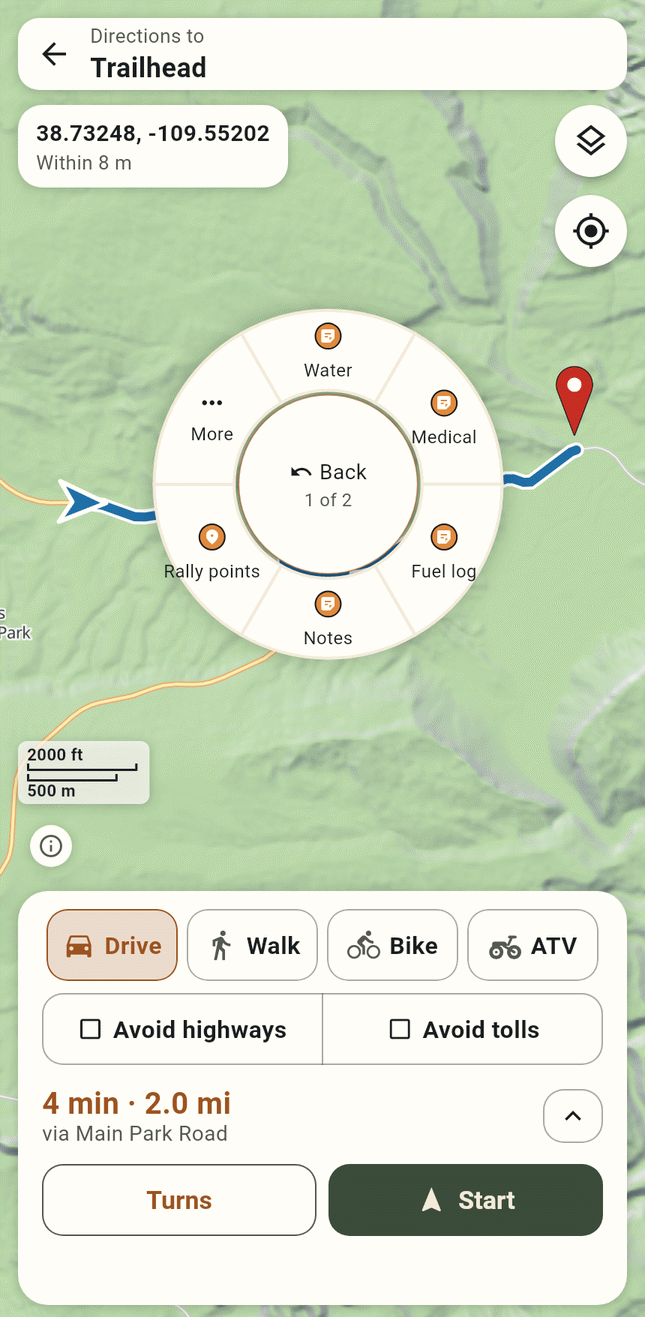 Directions to
Trailhead
38.73248, -109.55202
Within 8 m
Water
More
Medical
Back
1 of 2
Rally points
Fuel log
Notes
s
Park
2000 ft
500 m
Drive
Walk
Bike
ATV
Avoid highways
Avoid tolls
4 min · 2.0 mi
via Main Park Road
Turns
Start